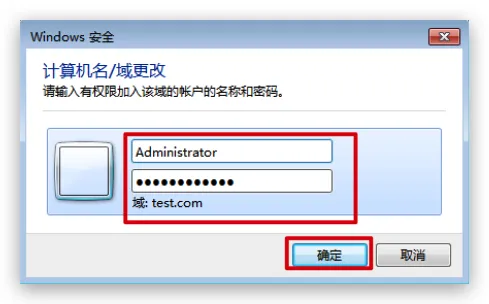 Windows 安全
计算机名/域更改
请输入有权限加入该域的帐户的名称和密码。
Administrator
●●●●●●●●●●●●
域: test.com
确定
取消